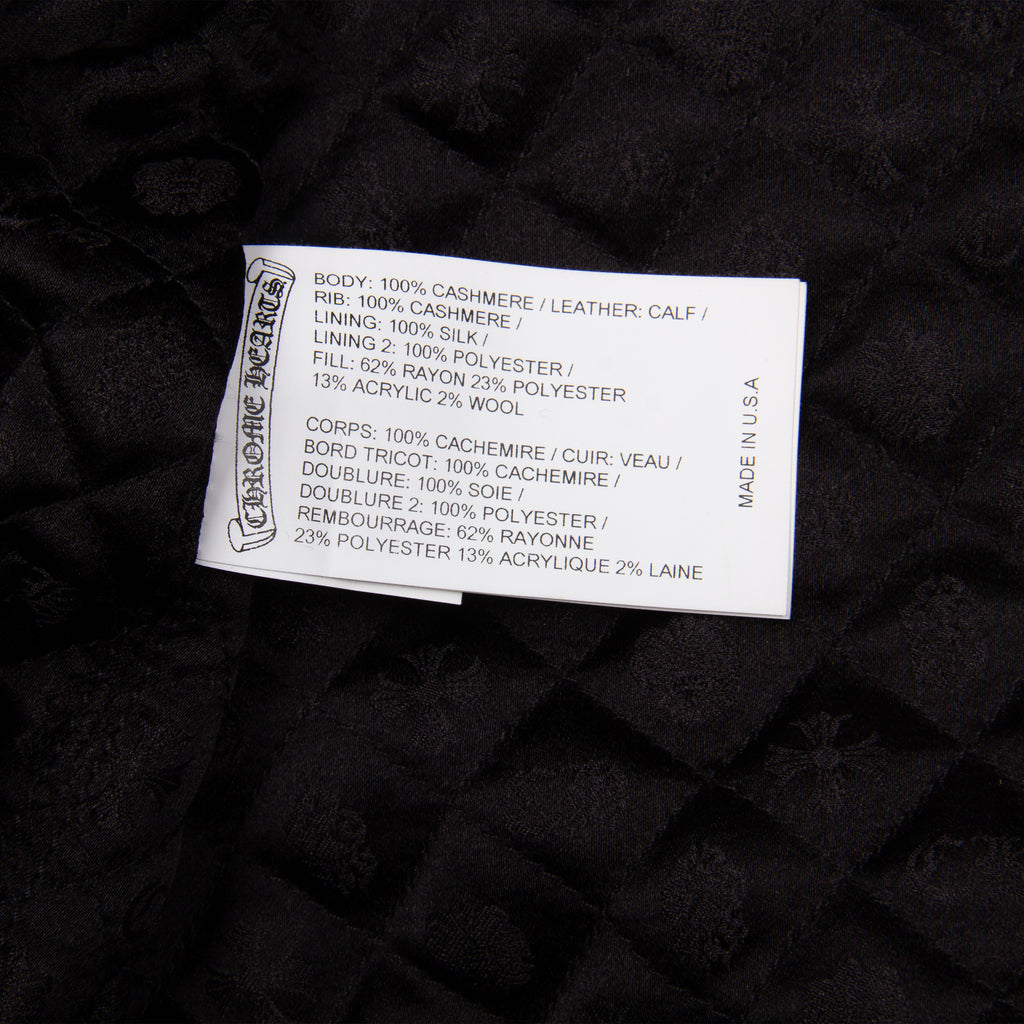 CHROME HEARTS
BODY: 100% CASHMERE / LEATHER: CALF /
RIB: 100% CASHMERE /
LINING: 100% SILK /
LINING 2: 100% POLYESTER /
FILL: 62% RAYON 23% POLYESTER
13% ACRYLIC 2% WOOL
CORPS: 100% CACHEMIRE / CUIR: VEAU /
BORD TRICOT: 100% CACHEMIRE /
DOUBLURE: 100% SOIE /
DOUBLURE 2: 100% POLYESTER /
REMBOURRAGE: 62% RAYONNE
23% POLYESTER 13% ACRYLIQUE 2% LAINE
MADE IN U.S.A